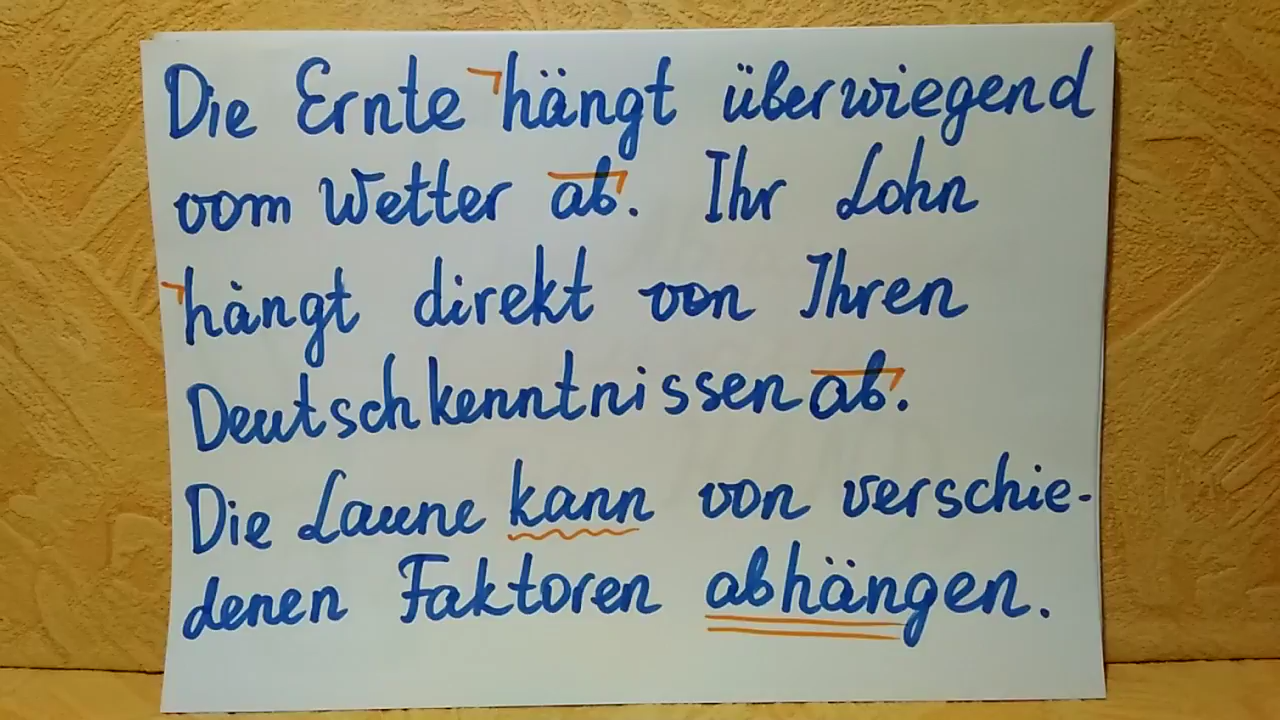 Die Ernte hängt überwiegend
vom Wetter ab. Ihr Lohn
hängt direkt von Ihren
Deutschkenntnissen ab.
Die Laune kann von verschie-
denen Faktoren abhängen.